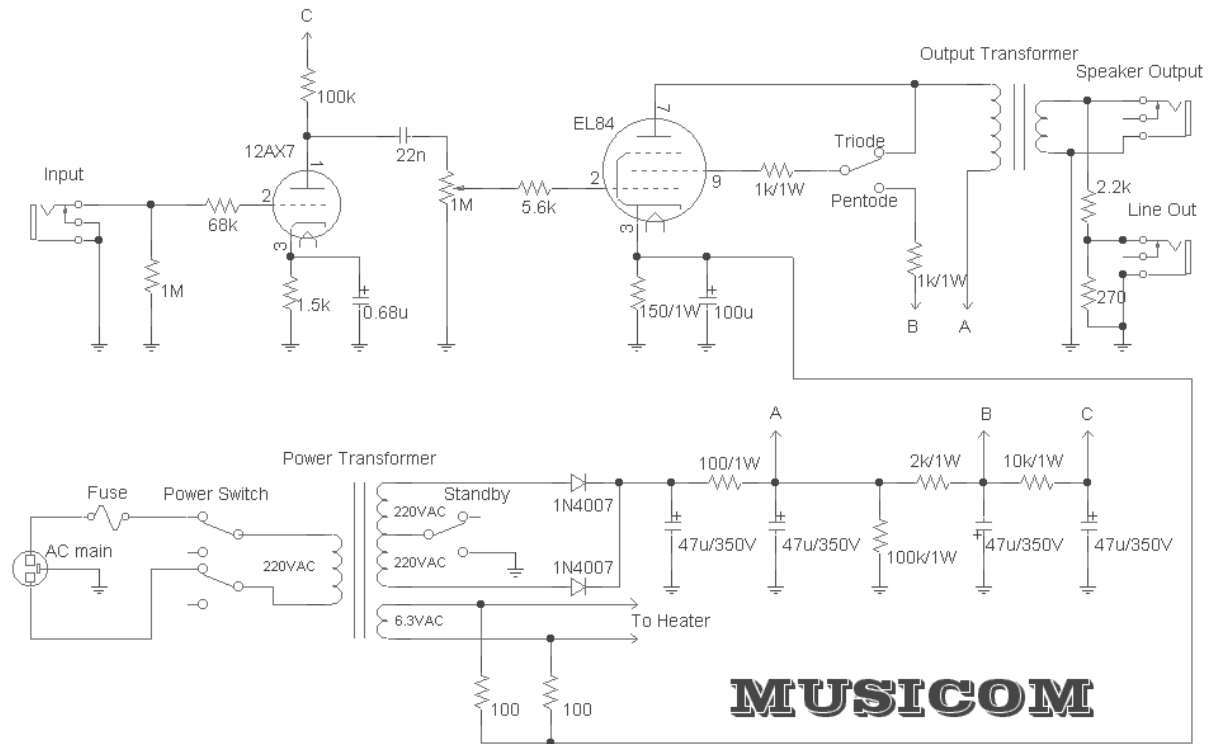 C
100k
12AX7
1
22n
Input
2
68k
3
1M
1.5k
0.68u
1M
5.6k
EL84
7
2
9
3
150/1W
100u
1k/1W
Triode
Pentode
1k/1W
B
A
Output Transformer
Speaker Output
2.2k
Line Out
270
Power Transformer
Fuse
Power Switch
AC main
220VAC
220VAC
220VAC
6.3VAC
Standby
1N4007
1N4007
To Heater
100
100
100/1W
A
47u/350V
47u/350V
100k/1W
2k/1W
B
47u/350V
10k/1W
C
47u/350V
MUSICOM